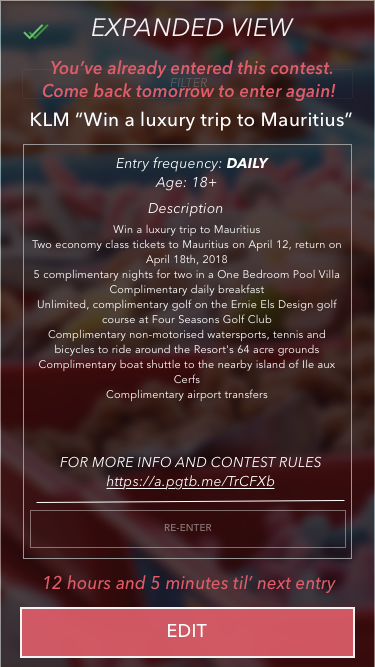 EXPANDED VIEW
You've already entered this contest.
FILTER
Come back tomorrow to enter again!
KLM “Win a luxury trip to Mauritius”
Entry frequency: DAILY
Age: 18+
Description
Win a luxury trip to Mauritius
Two economy class tickets to Mauritius on April 12, return on
April 18th, 2018
5 complimentary nights for two in a One Bedroom Pool Villa
Complimentary daily breakfast
Unlimited, complimentary golf on the Ernie Els Design golf
course at Four Seasons Golf Club
Complimentary non-motorised watersports, tennis and
bicycles to ride around the Resort's 64 acre grounds
Complimentary boat shuttle to the nearby island of Ile aux
Cerfs
Complimentary airport transfers
FOR MORE INFO AND CONTEST RULES
https://a.pgtb.me/TrCFXb
RE-ENTER
12 hours and 5 minutes til’ next entry
EDIT